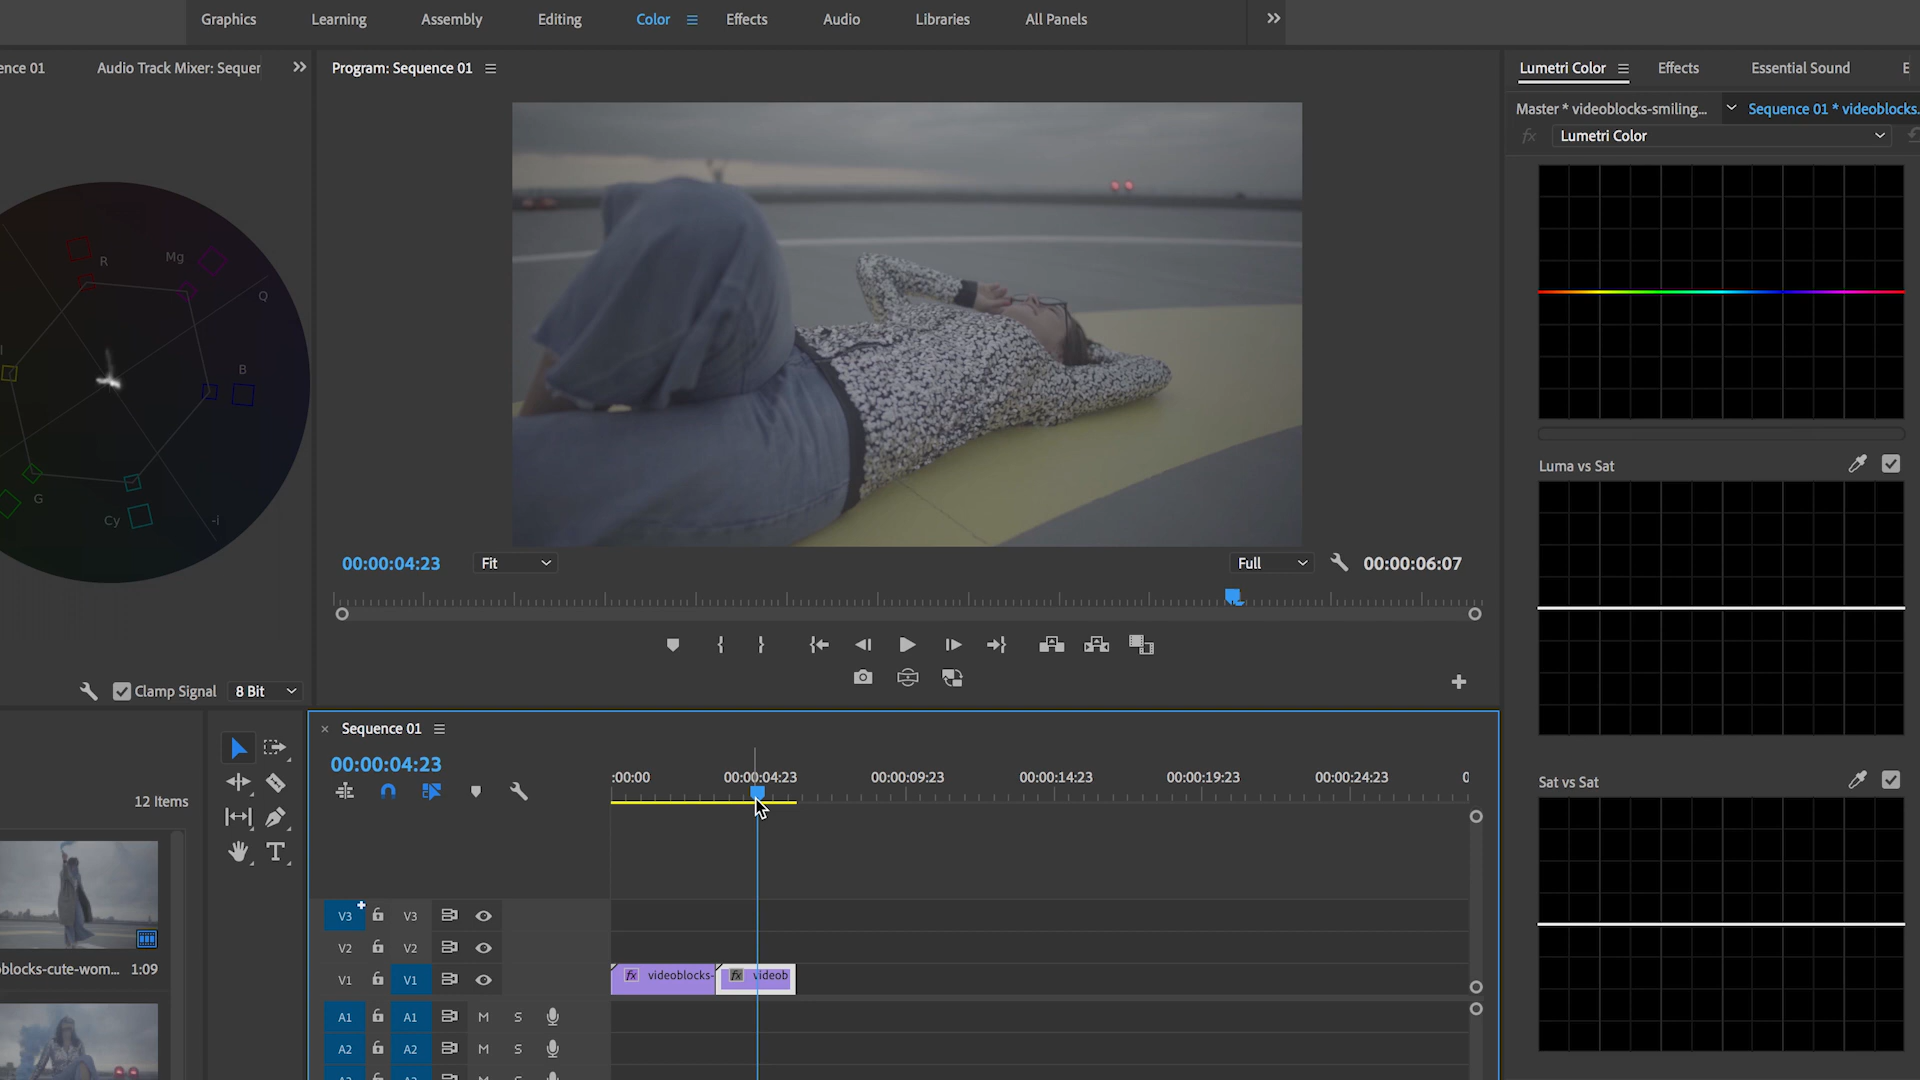 Graphics Learning Assembly Editing Color Effects Audio Libraries All Panels
ence 01 Audio Track Mixer: Sequer
Program: Sequence 01
Lumetri Color Effects Essential Sound E
Master * videoblocks-smiling... Sequence 01 * videoblocks.
fx Lumetri Color
R Mg Q
I B
G Cy -I
Luma vs Sat
00:00:04:23 Fit Full 00:00:06:07
Clamp Signal 8 Bit
Sequence 01
00:00:04:23
:00:00 00:00:04:23 00:00:09:23 00:00:14:23 00:00:19:23 00:00:24:23 0
Sat vs Sat
12 Items
T
V3 V3
V2 V2
oblocks-cute-wom... 1:09
V1 V1 fx videoblocks- fx videob
A1 A1 M S
A2 A2 M S